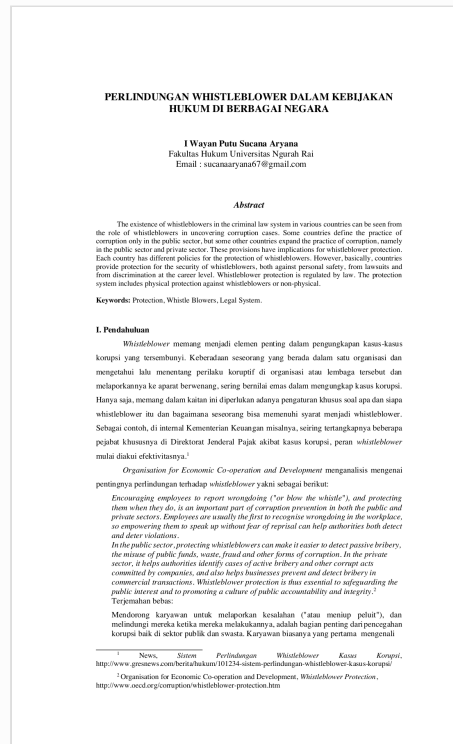 PERLINDUNGAN WHISTLEBLOWER DALAM KEBIJAKAN
HUKUM DI BERBAGAI NEGARA
I Wayan Putu Sucana Aryana
Fakultas Hukum Universitas Ngurah Rai
Email : sucanaaryana67@gmail.com
Abstract
The existence of whistleblowers in the criminal law system in various countries can be seen from
the role of whistleblowers in uncovering corruption cases. Some countries define the practice of
corruption only in the public sector, but some other countries expand the practice of corruption, namely
in the public sector and private sector. These provisions have implications for whistleblower protection.
Each country has different policies for the protection of whistleblowers. However, basically, countries
provide protection for the security of whistleblowers, both against personal safety, from lawsuits and
from discrimination at the career level. Whistleblower protection is regulated by law. The protection
system includes physical protection against whistleblowers or non-physical.
Keywords: Protection, Whistle Blowers, Legal System.
I. Pendahuluan
Whistleblower memang menjadi elemen penting dalam pengungkapan kasus-kasus
korupsi yang tersembunyi. Keberadaan seseorang yang berada dalam satu organisasi dan
mengetahui lalu menentang perilaku koruptif di organisasi atau lembaga tersebut dan
melaporkannya ke aparat berwenang, sering bernilai emas dalam mengungkap kasus korupsi.
Hanya saja, memang dalam kaitan ini diperlukan adanya pengaturan khusus soal apa dan siapa
whistleblower itu dan bagaimana seseorang bisa memenuhi syarat menjadi whistleblower.
Sebagai contoh, di internal Kementerian Keuangan misalnya, seiring tertangkapnya beberapa
pejabat khususnya di Direktorat Jenderal Pajak akibat kasus korupsi, peran whistleblower
mulai diakui efektivitasnya.1
Organisation for Economic Co-operation and Development menganalisis mengenai
pentingnya perlindungan terhadap whistleblower yakni sebagai berikut:
Encouraging employees to report wrongdoing ("or blow the whistle"), and protecting
them when they do, is an important part of corruption prevention in both the public and
private sectors. Employees are usually the first to recognise wrongdoing in the workplace,
so empowering them to speak up without fear of reprisal can help authorities both detect
and deter violations.
In the public sector, protecting whistleblowers can make it easier to detect passive bribery,
the misuse of public funds, waste, fraud and other forms of corruption. In the private
sector, it helps authorities identify cases of active bribery and other corrupt acts
committed by companies, and also helps businesses prevent and detect bribery in
commercial transactions. Whistleblower protection is thus essential to safeguarding the
public interest and to promoting a culture of public accountability and integrity.2
Terjemahan bebas:
Mendorong karyawan untuk melaporkan kesalahan ("atau meniup peluit"), dan
melindungi mereka ketika mereka melakukannya, adalah bagian penting dari pencegahan
korupsi baik di sektor publik dan swasta. Karyawan biasanya yang pertama mengenali
1 News, Sistem Perlindungan Whistleblower Kasus Korupsi,
http://www.gresnews.com/berita/hukum/101234-sistem-perlindungan-whistleblower-kasus-korupsi/
2 Organisation for Economic Co-operation and Development, Whistleblower Protection,
http://www.oecd.org/corruption/whistleblower-protection.htm